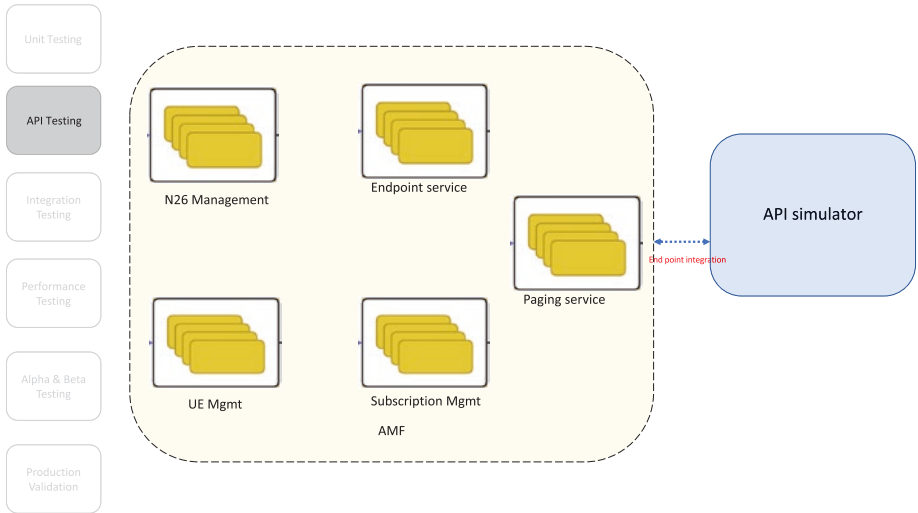 Unit Testing
API Testing
Integration
Testing
Performance
Testing
Alpha & Beta
Testing
Production
Validation
N26 Management
Endpoint service
Paging service
UE Mgmt
Subscription Mgmt
AMF
End point integration
API simulator